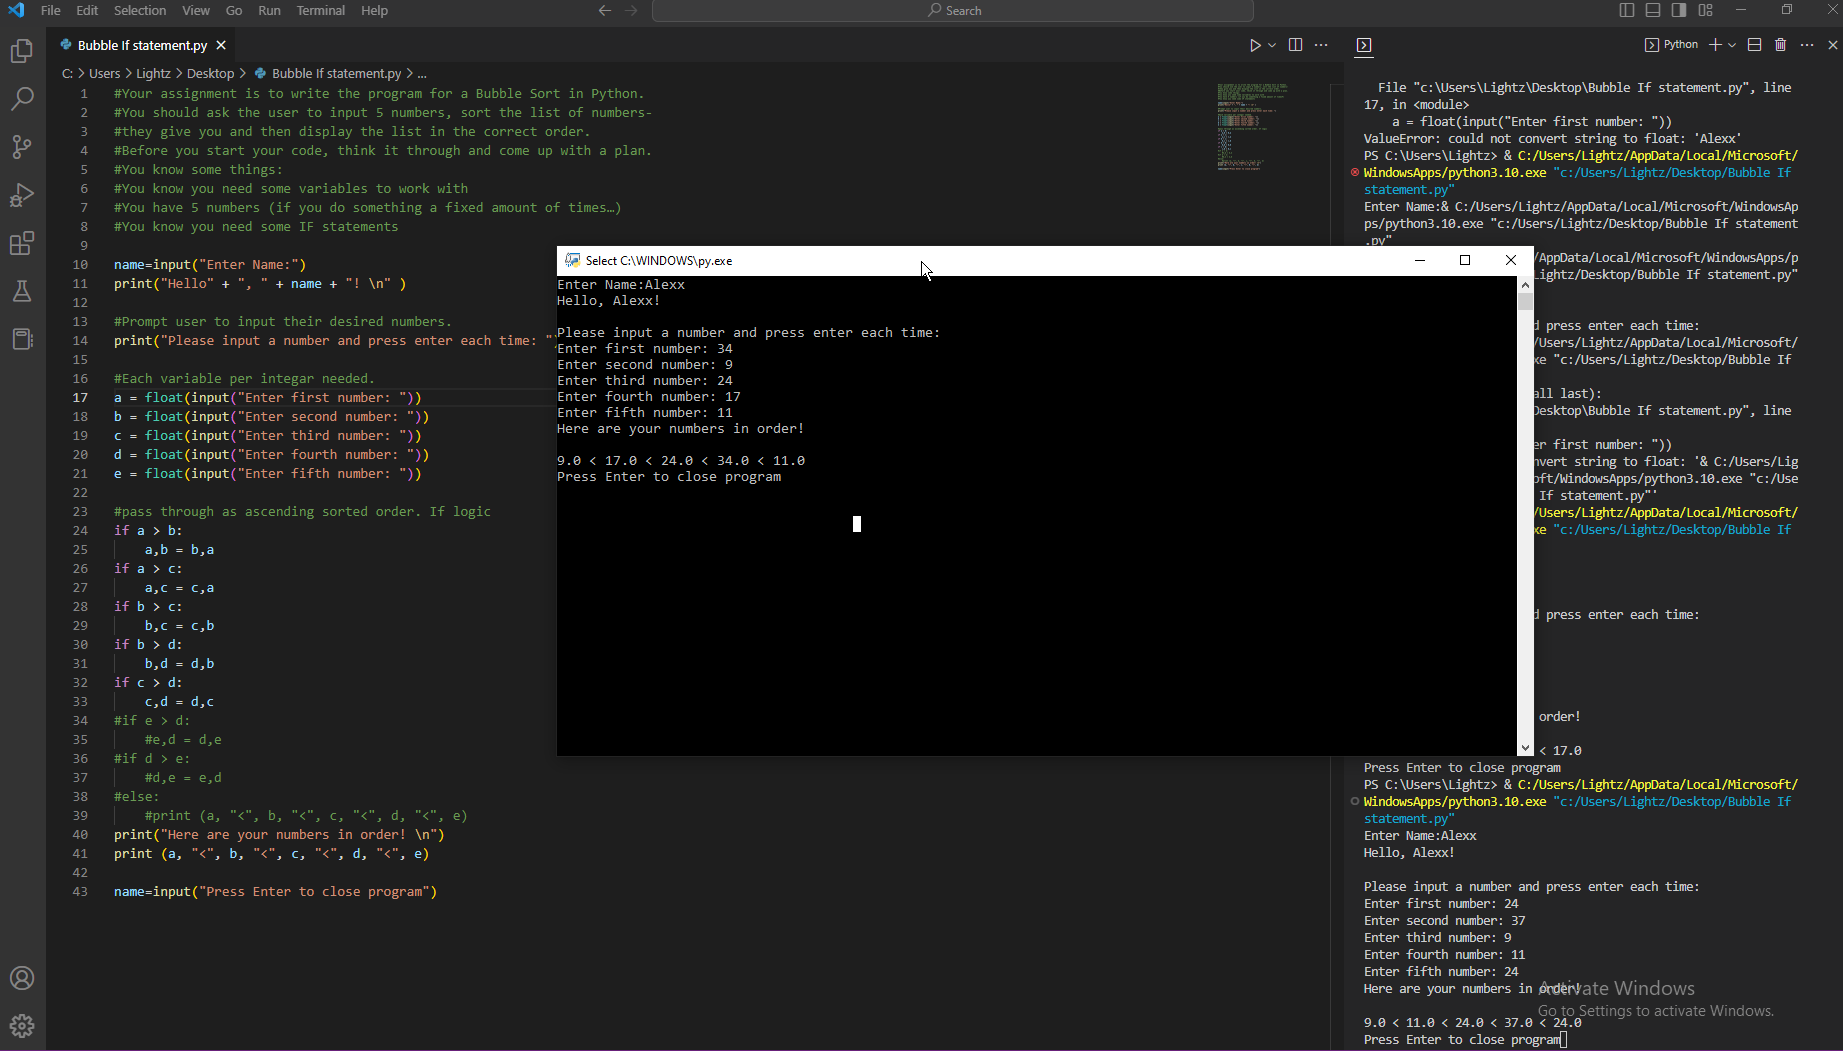 File Edit Selection View Go Run Terminal Help
Search
Bubble If statement.py
C: > Users > Lightz > Desktop > Bubble If statement.py > ...
1 #Your assignment is to write the program for a Bubble Sort in Python.
2 #You should ask the user to input 5 numbers, sort the list of numbers-
3 #they give you and then display the list in the correct order.
4 #Before you start your code, think it through and come up with a plan.
5 #You know some things:
6 #You know you need some variables to work with
7 #You have 5 numbers (if you do something a fixed amount of times…)
8 #You know you need some IF statements
9
10 name=input("Enter Name:")
11 print("Hello" + ", " + name + "! \n" )
12
13 #Prompt user to input their desired numbers.
14 print("Please input a number and press enter each time: "
15
16 #Each variable per integar needed.
17 a = float(input("Enter first number: "))
18 b = float(input("Enter second number: "))
19 c = float(input("Enter third number: "))
20 d = float(input("Enter fourth number: "))
21 e = float(input("Enter fifth number: "))
22
23 #pass through as ascending sorted order. If logic
24 if a > b:
25 a,b = b,a
26 if a > c:
27 a,c = c,a
28 if b > c:
29 b,c = c,b
30 if b > d:
31 b,d = d,b
32 if c > d:
33 c,d = d,c
34 #if e > d:
35 #e,d = d,e
36 #if d > e:
37 #d,e = e,d
38 #else:
39 #print (a, "<", b, "<", c, "<", d, "<", e)
40 print("Here are your numbers in order! \n")
41 print (a, "<", b, "<", c, "<", d, "<", e)
42
43 name=input("Press Enter to close program")
Select C:\WINDOWS\py.exe
Enter Name:Alexx
Hello, Alexx!
Please input a number and press enter each time:
Enter first number: 34
Enter second number: 9
Enter third number: 24
Enter fourth number: 17
Enter fifth number: 11
Here are your numbers in order!
9.0 < 17.0 < 24.0 < 34.0 < 11.0
Press Enter to close program
Python
File "c:\Users\Lightz\Desktop\Bubble If statement.py", line
17, in <module>
a = float(input("Enter first number: "))
ValueError: could not convert string to float: 'Alexx'
PS C:\Users\Lightz> & C:/Users/Lightz/AppData/Local/Microsoft/
WindowsApps/python3.10.exe "c:/Users/Lightz/Desktop/Bubble If
statement.py"
Enter Name:& C:/Users/Lightz/AppData/Local/Microsoft/WindowsAp
ps/python3.10.exe "c:/Users/Lightz/Desktop/Bubble If statement
.py"
/AppData/Local/Microsoft/WindowsApps/p
Lightz/Desktop/Bubble If statement.py"
press enter each time:
/Users/Lightz/AppData/Local/Microsoft/
xe "c:/Users/Lightz/Desktop/Bubble If
all last):
Desktop\Bubble If statement.py", line
er first number: "))
nvert string to float: '& C:/Users/Lig
oft/WindowsApps/python3.10.exe "c:/Use
If statement.py"'
/Users/Lightz/AppData/Local/Microsoft/
xe "c:/Users/Lightz/Desktop/Bubble If
press enter each time:
order!
< 17.0
Press Enter to close program
PS C:\Users\Lightz> & C:/Users/Lightz/AppData/Local/Microsoft/
WindowsApps/python3.10.exe "c:/Users/Lightz/Desktop/Bubble If
statement.py"
Enter Name:Alexx
Hello, Alexx!
Please input a number and press enter each time:
Enter first number: 24
Enter second number: 37
Enter third number: 9
Enter fourth number: 11
Enter fifth number: 24
Here are your numbers in order!
9.0 < 11.0 < 24.0 < 37.0 < 24.0
Press Enter to close program
Activate Windows
Go to Settings to activate Windows.